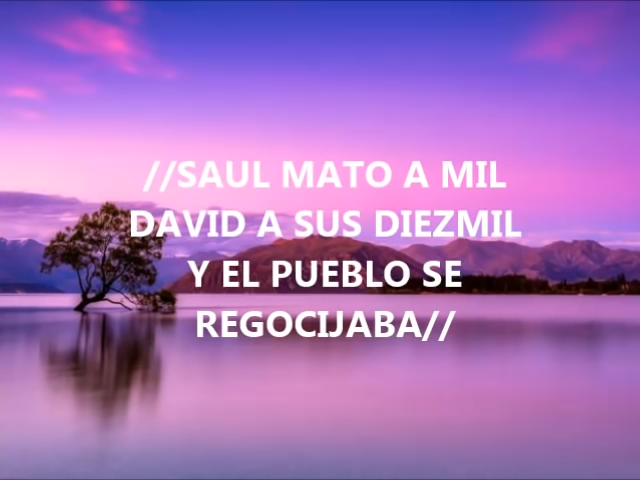 //SAUL MATO A MIL
DAVID A SUS DIEZMIL
Y EL PUEBLO SE
REGOCIJABA//